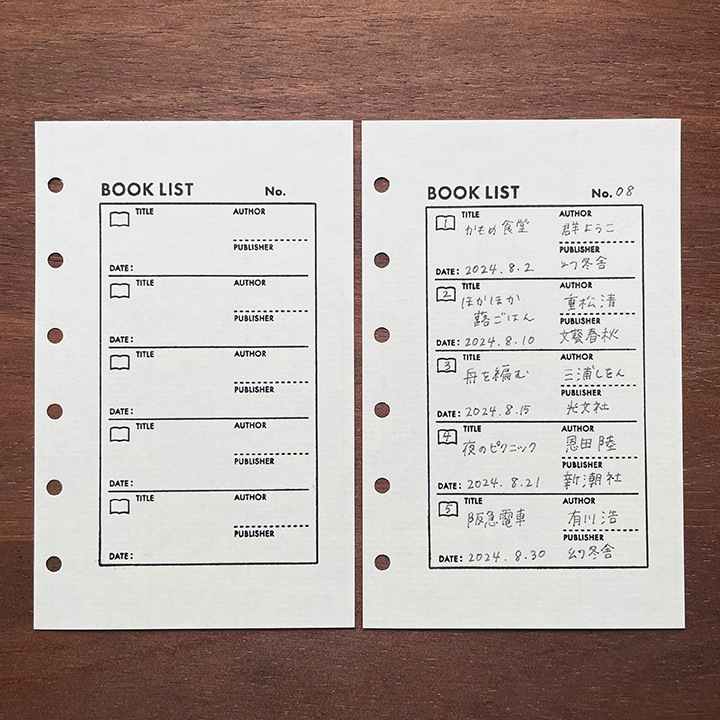 BOOK LIST No.
TITLE AUTHOR
PUBLISHER
DATE:
TITLE AUTHOR
PUBLISHER
DATE:
TITLE AUTHOR
PUBLISHER
DATE:
TITLE AUTHOR
PUBLISHER
DATE:
TITLE AUTHOR
PUBLISHER
DATE:
BOOK LIST No. 08
1 TITLE AUTHOR
かもめ食堂 群ようこ
PUBLISHER
DATE: 2024.8.2 幻冬舎
2 TITLE AUTHOR
ほかほか 重松清
蕗ごはん PUBLISHER
DATE: 2024.8.10 文藝春秋
3 TITLE AUTHOR
舟を編む 三浦しをん
PUBLISHER
DATE: 2024.8.15 光文社
4 TITLE AUTHOR
夜のピクニック 恩田陸
PUBLISHER
DATE: 2024.8.21 新潮社
5 TITLE AUTHOR
阪急電車 有川浩
PUBLISHER
DATE: 2024.8.30 幻冬舎